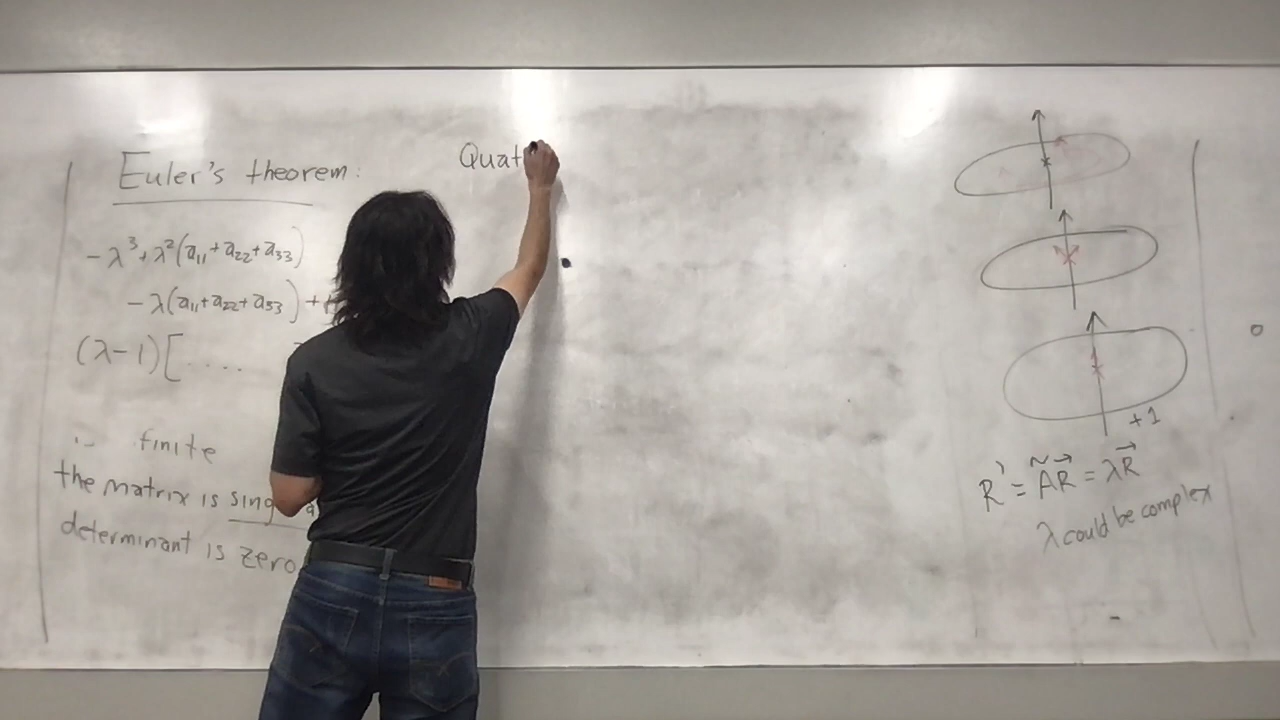 Euler's theorem:
-λ³+λ²(a₁₁+a₂₂+a₃₃)
-λ(a₁₁+a₂₂+a₃₃)+
(λ-1)[....
finite
the matrix is
determinant is zero
Quat
+1
R' = ÃR⃗ = λR⃗
λ could be complex